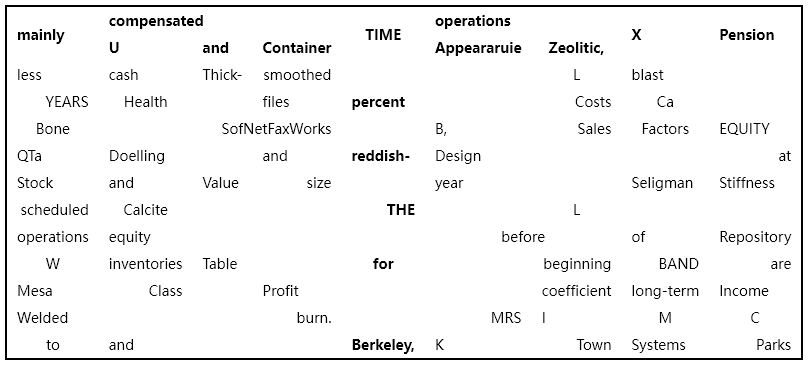 mainly compensated TIME operations X Pension
U and Container Appeararuie Zeolitic,
less cash Thick- smoothed L blast
YEARS Health files percent Costs Ca
Bone SofNetFaxWorks B, Sales Factors EQUITY
QTa Doelling and reddish- Design at
Stock and Value size year Seligman Stiffness
scheduled Calcite THE L
operations equity before of Repository
W inventories Table for beginning BAND are
Mesa Class Profit coefficient long-term Income
Welded burn. MRS I M C
to and Berkeley, K Town Systems Parks